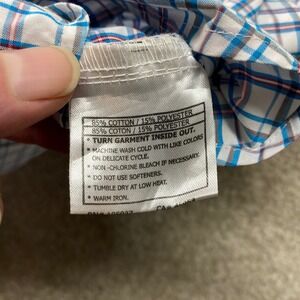 85% COTTON / 15% POLYESTER
85% COTON / 15% POLYESTER
* TURN GARMENT INSIDE OUT.
* MACHINE WASH COLD WITH LIKE COLORS
ON DELICATE CYCLE.
* NON-CHLORINE BLEACH IF NECESSARY.
* DO NOT USE SOFTENERS.
* TUMBLE DRY AT LOW HEAT.
* WARM IRON.